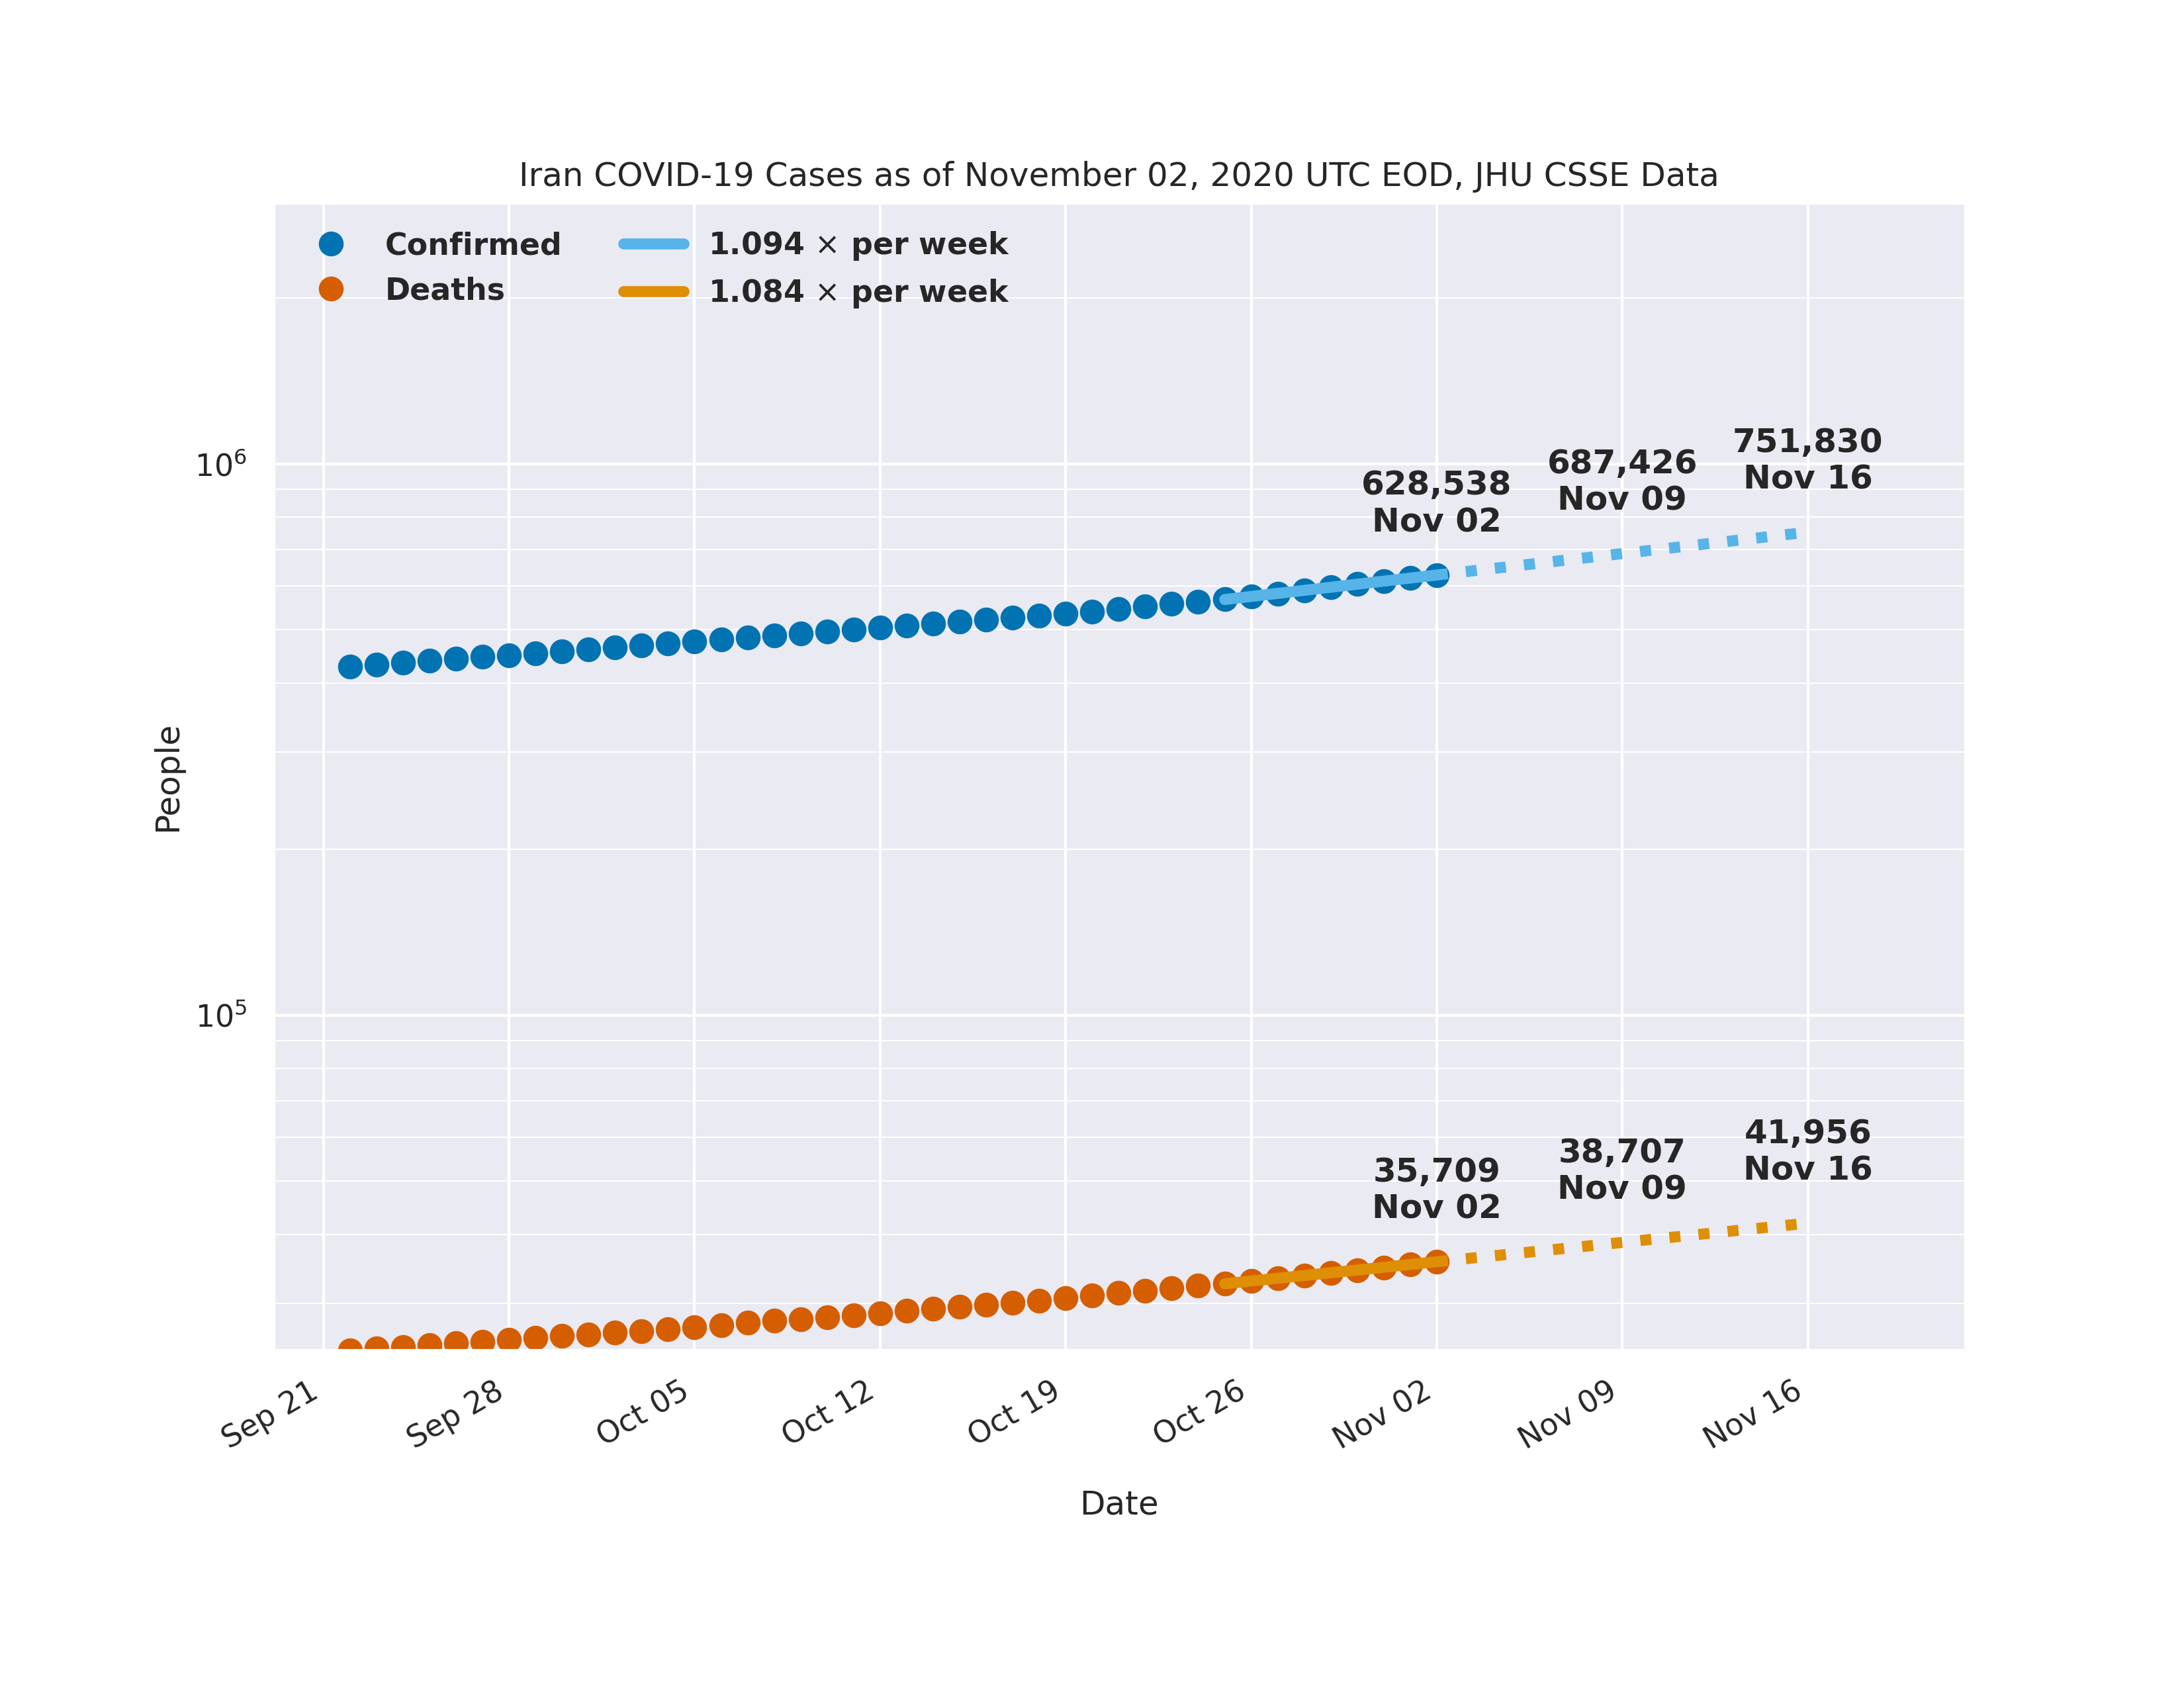 Iran COVID-19 Cases as of November 02, 2020 UTC EOD, JHU CSSE Data
Confirmed
Deaths
1.094 × per week
1.084 × per week
751,830
Nov 16
687,426
Nov 09
628,538
Nov 02
41,956
Nov 16
38,707
Nov 09
35,709
Nov 02
10⁶
10⁵
People
Sep 21
Sep 28
Oct 05
Oct 12
Oct 19
Oct 26
Nov 02
Nov 09
Nov 16
Date